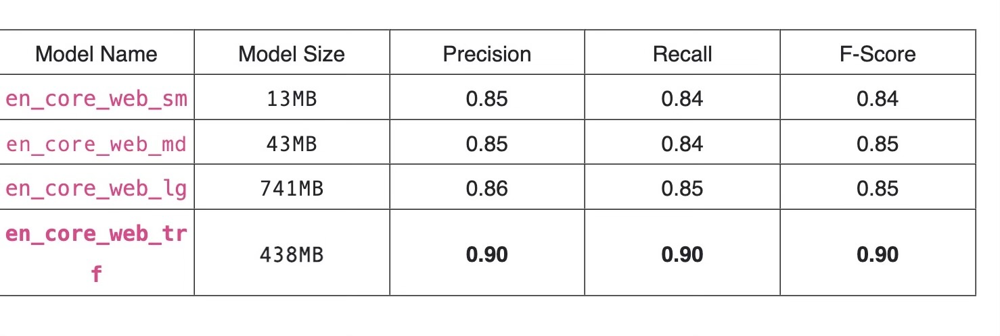 Model Name Model Size Precision Recall F-Score
en_core_web_sm 13MB 0.85 0.84 0.84
en_core_web_md 43MB 0.85 0.84 0.85
en_core_web_lg 741MB 0.86 0.85 0.85
en_core_web_tr
f 438MB 0.90 0.90 0.90